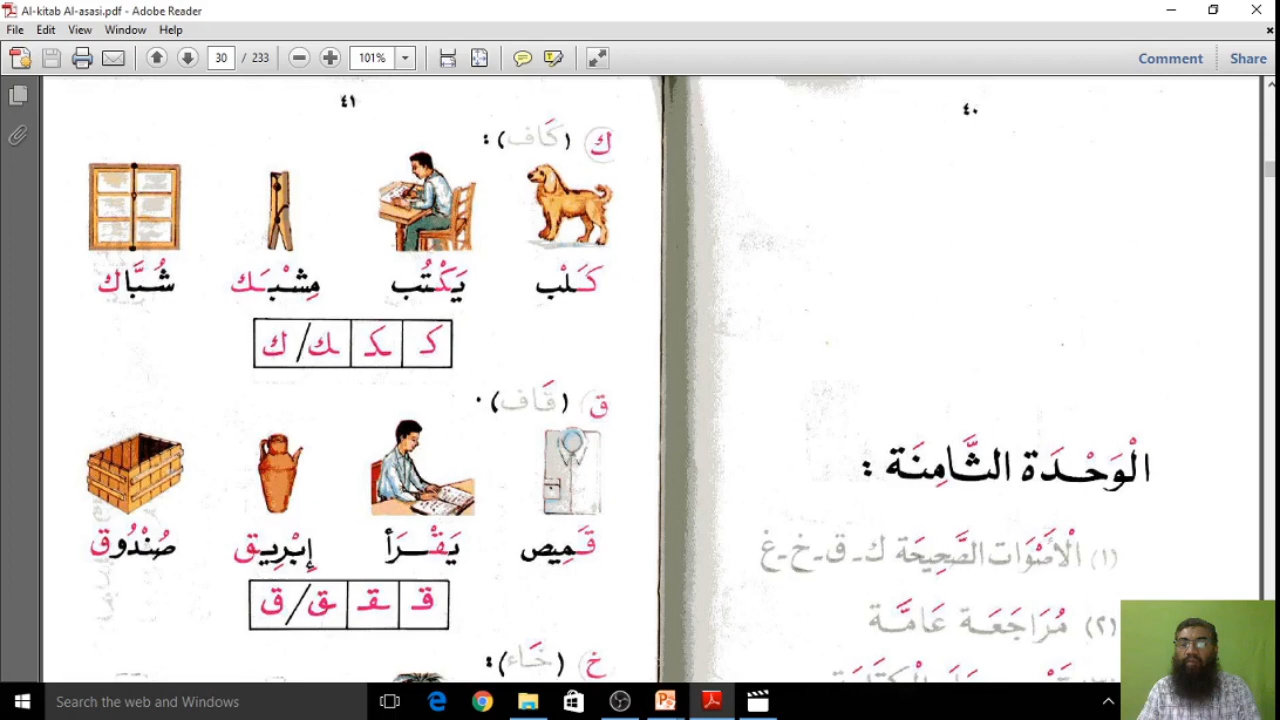 Al-kitab Al-asasi.pdf - Adobe Reader
File Edit View Window Help
30 / 233 101% Comment Share
٤٠
الْوَحْدَة الثَّامِنَة :
(١) الْأَصْوَات الصَّحِيحَة ك-ق-خ-غ
(٢) مُرَاجَعَة عَامَّة
٤١
ك (كَاف) :
كَلْب يَكْتُب مِشْبَك شُبَّاك
كـ ـكـ ـك/ك
ق (قَاف) .
قَمِيص يَقْرَأ إِبْرِيق صُنْدُوق
قـ ـقـ ـق/ق
خ (خَاء) :
Search the web and Windows